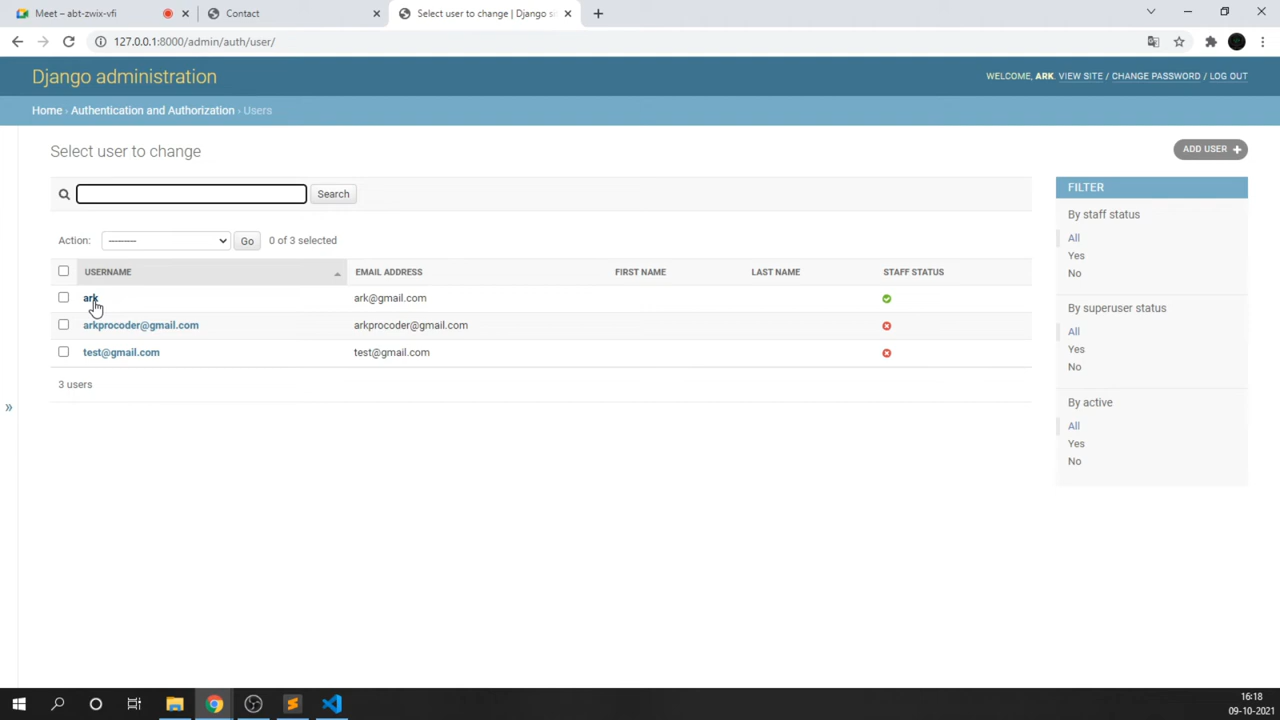 Meet – abt-zwix-vfi
Contact
Select user to change | Django si
127.0.0.1:8000/admin/auth/user/
Django administration
WELCOME, ARK. VIEW SITE / CHANGE PASSWORD / LOG OUT
Home › Authentication and Authorization › Users
Select user to change
ADD USER +
Search
Action: --------- Go 0 of 3 selected
USERNAME EMAIL ADDRESS FIRST NAME LAST NAME STAFF STATUS
ark ark@gmail.com
arkprocoder@gmail.com arkprocoder@gmail.com
test@gmail.com test@gmail.com
3 users
FILTER
By staff status
All
Yes
No
By superuser status
All
Yes
No
By active
All
Yes
No
»
16:18
09-10-2021